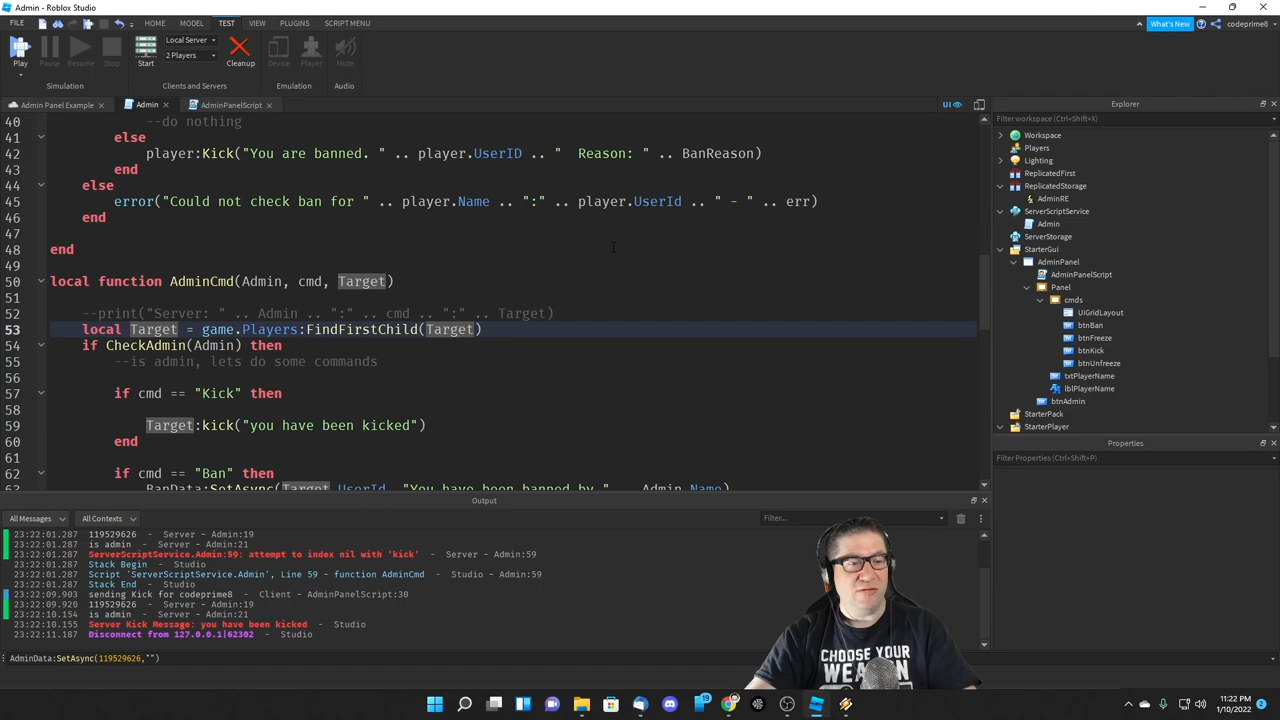 Admin - Roblox Studio
FILE HOME MODEL TEST VIEW PLUGINS SCRIPT MENU
What's New codeprime8
Play Pause Resume Stop Start Local Server 2 Players Cleanup Device Player Mute
Simulation Clients and Servers Emulation Audio
Admin Panel Example Admin AdminPanelScript UI
40 --do nothing
41 else
42 player:Kick("You are banned. " .. player.UserID .. "  Reason: " .. BanReason)
43 end
44 else
45 error("Could not check ban for " .. player.Name .. ":" .. player.UserId .. " - " .. err)
46 end
47
48 end
49
50 local function AdminCmd(Admin, cmd, Target)
51
52 --print("Server: " .. Admin .. ":" .. cmd .. ":" .. Target)
53 local Target = game.Players:FindFirstChild(Target)
54 if CheckAdmin(Admin) then
55 --is admin, lets do some commands
56
57 if cmd == "Kick" then
58
59 Target:kick("you have been kicked")
60 end
61
62 if cmd == "Ban" then
63 BanData:SetAsync(Target.UserId, "You have been banned by " .. Admin.Name)
Explorer
Filter workspace (Ctrl+Shift+X)
Workspace
Players
Lighting
ReplicatedFirst
ReplicatedStorage
AdminRE
ServerScriptService
Admin
ServerStorage
StarterGui
AdminPanel
AdminPanelScript
Panel
cmds
UIGridLayout
btnBan
btnFreeze
btnKick
btnUnfreeze
txtPlayerName
lblPlayerName
btnAdmin
StarterPack
StarterPlayer
Properties
Filter Properties (Ctrl+Shift+P)
Output
All Messages All Contexts Filter...
23:22:01.287 119529626 - Server - Admin:19
23:22:01.287 is admin - Server - Admin:21
23:22:01.287 ServerScriptService.Admin:59: attempt to index nil with 'kick' - Server - Admin:59
23:22:01.287 Stack Begin - Studio
23:22:01.287 Script 'ServerScriptService.Admin', Line 59 - function AdminCmd - Studio - Admin:59
23:22:01.287 Stack End - Studio
23:22:09.903 sending Kick for codeprime8 - Client - AdminPanelScript:30
23:22:09.920 119529626 - Server - Admin:19
23:22:10.154 is admin - Server - Admin:21
23:22:10.155 Server Kick Message: you have been kicked - Studio
23:22:11.187 Disconnect from 127.0.0.1|62302 - Studio
AdminData:SetAsync(119529626,"")
CHOOSE YOUR
WEAPON
19
11:22 PM
1/10/2022
2